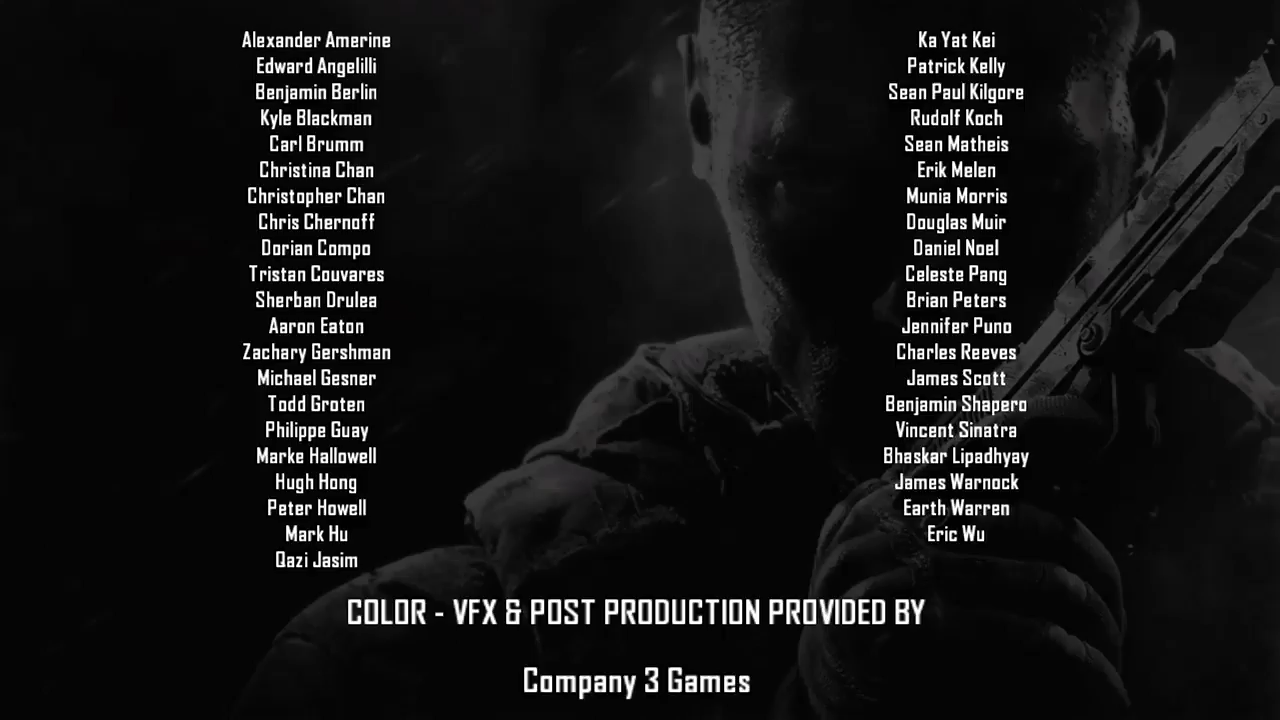 Alexander Amerine
Edward Angelilli
Benjamin Berlin
Kyle Blackman
Carl Brumm
Christina Chan
Christopher Chan
Chris Chernoff
Dorian Compo
Tristan Couvares
Sherban Drulea
Aaron Eaton
Zachary Gershman
Michael Gesner
Todd Groten
Philippe Guay
Marke Hallowell
Hugh Hong
Peter Howell
Mark Hu
Qazi Jasim
Ka Yat Kei
Patrick Kelly
Sean Paul Kilgore
Rudolf Koch
Sean Matheis
Erik Melen
Munia Morris
Douglas Muir
Daniel Noel
Celeste Pang
Brian Peters
Jennifer Puno
Charles Reeves
James Scott
Benjamin Shapero
Vincent Sinatra
Bhaskar Lipadhyay
James Warnock
Earth Warren
Eric Wu
COLOR - VFX & POST PRODUCTION PROVIDED BY
Company 3 Games